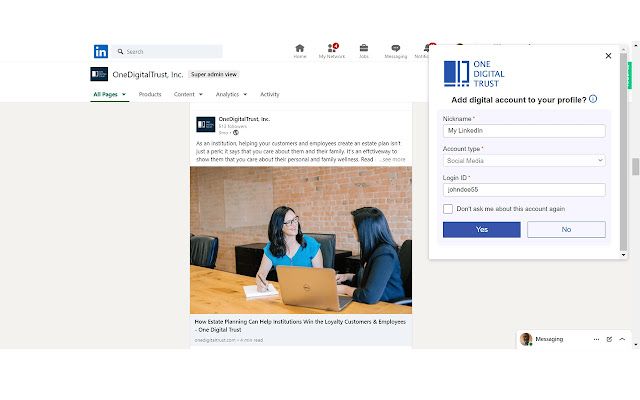 in
Search
4
Home
My Network
Jobs
Messaging
OneDigitalTrust, Inc.
Super admin view
All Pages
Products
Content
Analytics
Activity
OneDigitalTrust, Inc.
512 followers
As an institution, helping your customers and employees create an estate plan isn't
just a perk; it says that you care about them and their family. It's an effctiveway to
show them that you care about their personal and family wellness. Read ...see more
DELL
How Estate Planning Can Help Institutions Win the Loyalty Customers & Employees
- One Digital Trust
onedigitaltrust.com • 4 min read
ONE
DIGITAL
TRUST
Add digital account to your profile?
Nickname *
My LinkedIn
Account type *
Social Media
Login ID *
johndoe55
Don't ask me about this account again
Yes
No
Messaging